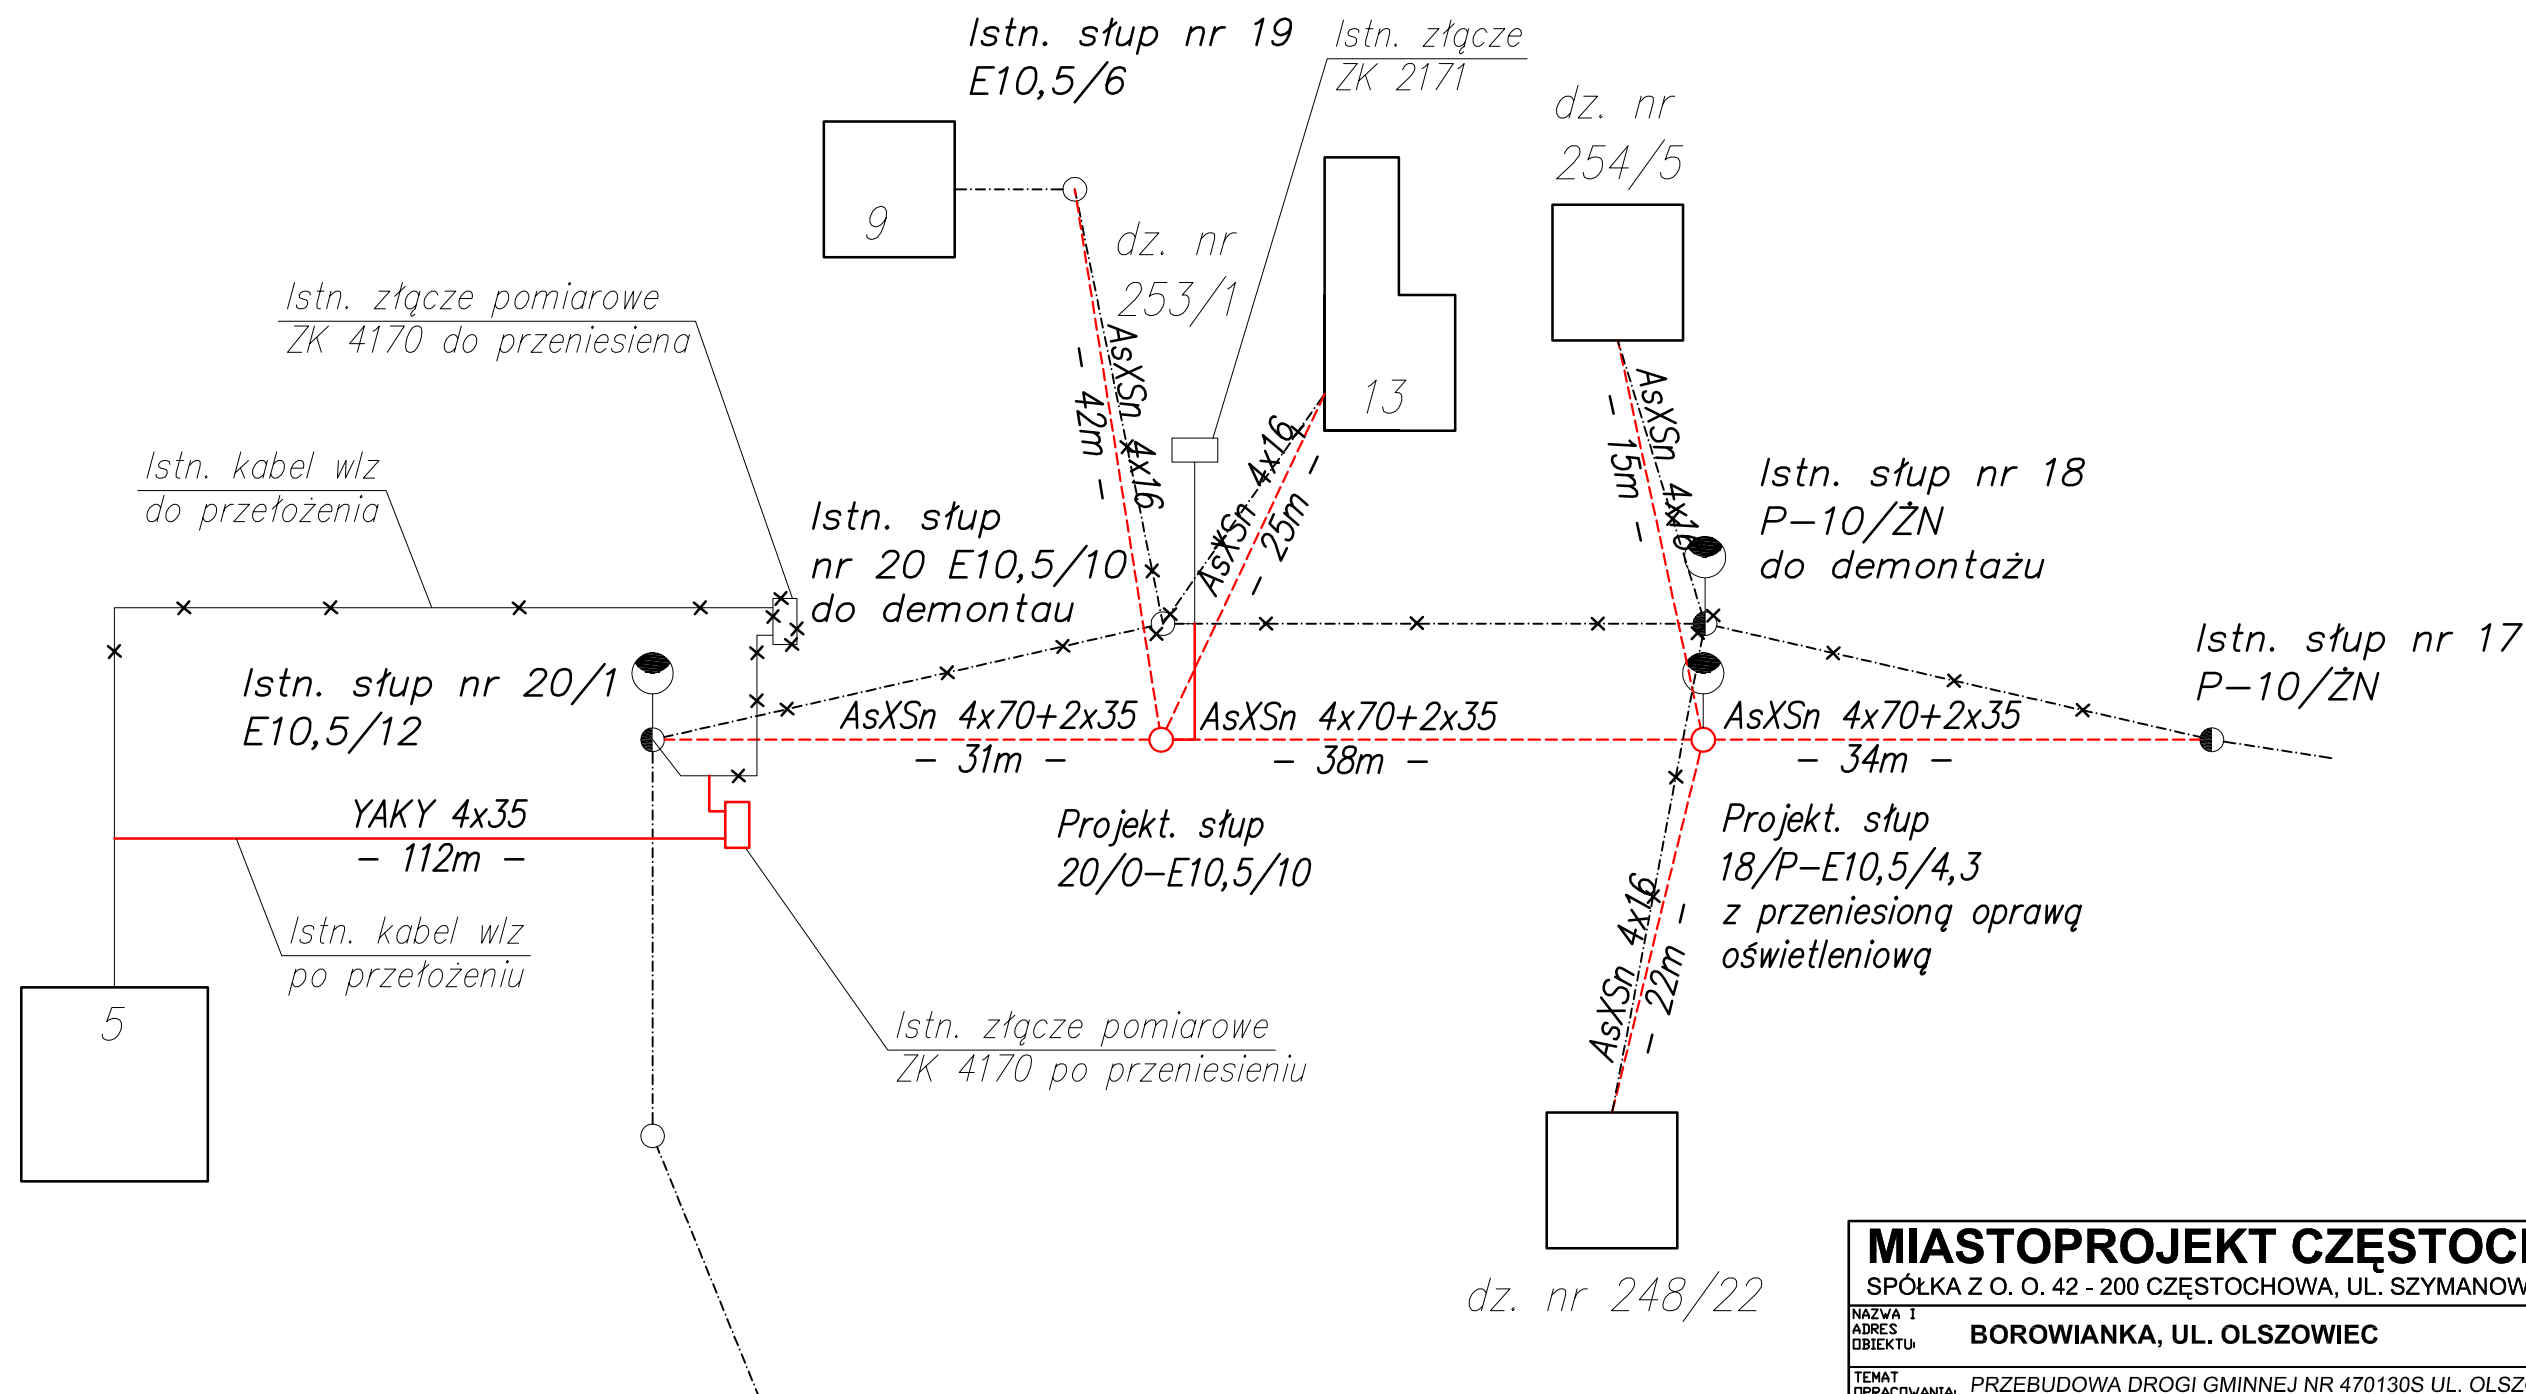 Istn. słup nr 19
E10,5/6
Istn. złącze
ZK 2171
dz. nr
254/5
9
dz. nr
253/1
13
Istn. złącze pomiarowe
ZK 4170 do przeniesiena
AsXSn 4x16
- 42m -
AsXSn 4x16
- 25m -
AsXSn 4x16
- 15m -
Istn. kabel wlz
do przełożenia
Istn. słup
nr 20 E10,5/10
do demontau
Istn. słup nr 18
P-10/ŻN
do demontażu
Istn. słup nr 17
P-10/ŻN
Istn. słup nr 20/1
E10,5/12
AsXSn 4x70+2x35
- 31m -
AsXSn 4x70+2x35
- 38m -
AsXSn 4x70+2x35
- 34m -
YAKY 4x35
- 112m -
Projekt. słup
20/0-E10,5/10
Projekt. słup
18/P-E10,5/4,3
z przeniesioną oprawą
oświetleniową
Istn. kabel wlz
po przełożeniu
AsXSn 4x16
- 22m -
5
Istn. złącze pomiarowe
ZK 4170 po przeniesieniu
dz. nr 248/22
MIASTOPROJEKT CZĘSTOCH
SPÓŁKA Z O. O. 42 - 200 CZĘSTOCHOWA, UL. SZYMANOW
NAZWA I
ADRES
OBIEKTU:
BOROWIANKA, UL. OLSZOWIEC
TEMAT
OPRACOWANIA:
PRZEBUDOWA DROGI GMINNEJ NR 470130S UL. OLSZO